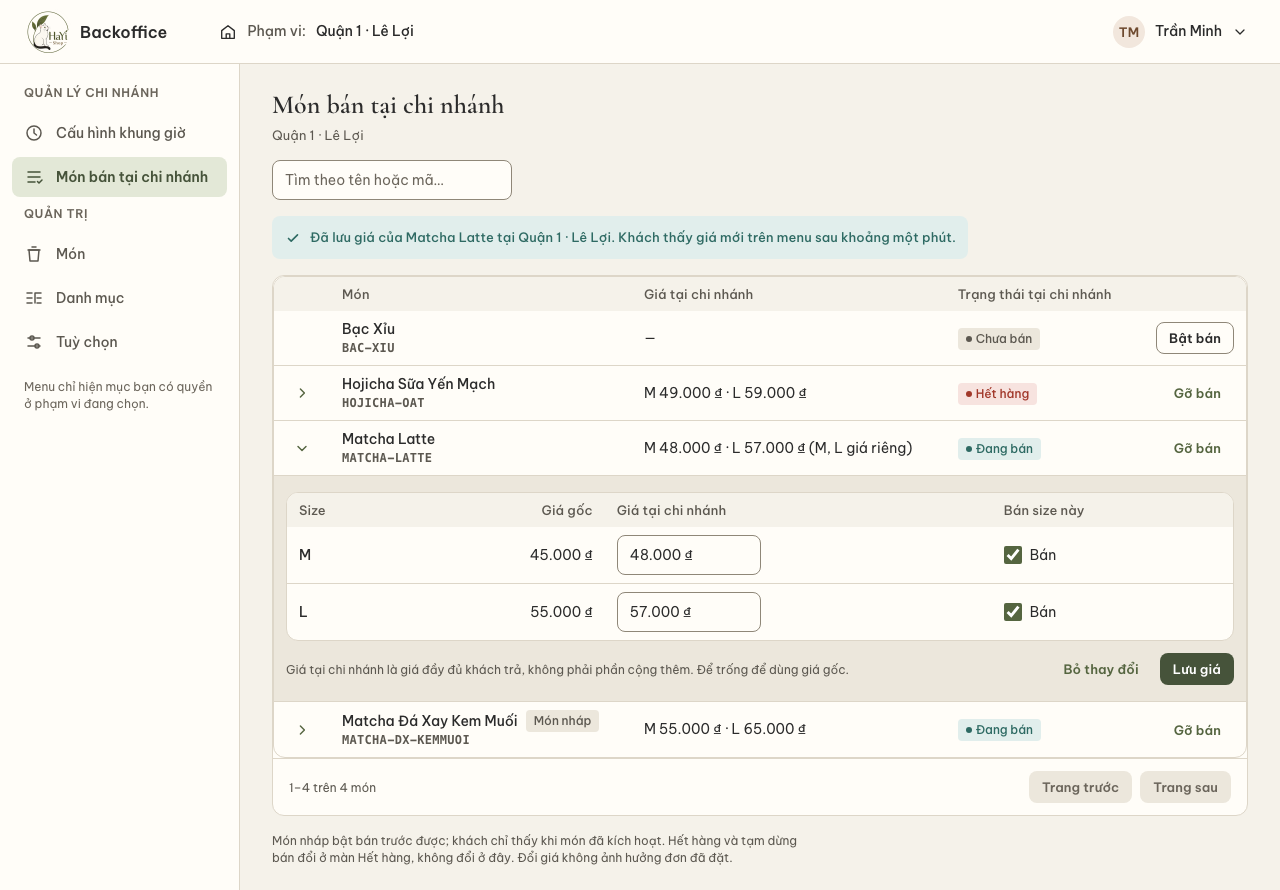 HaYi
Shop
Backoffice
Phạm vi: Quận 1 · Lê Lợi
TM Trần Minh
QUẢN LÝ CHI NHÁNH
Cấu hình khung giờ
Món bán tại chi nhánh
QUẢN TRỊ
Món
Danh mục
Tuỳ chọn
Menu chỉ hiện mục bạn có quyền
ở phạm vi đang chọn.
Món bán tại chi nhánh
Quận 1 · Lê Lợi
Tìm theo tên hoặc mã…
Đã lưu giá của Matcha Latte tại Quận 1 · Lê Lợi. Khách thấy giá mới trên menu sau khoảng một phút.
Món Giá tại chi nhánh Trạng thái tại chi nhánh
Bạc Xỉu
BAC-XIU
— Chưa bán Bật bán
Hojicha Sữa Yến Mạch
HOJICHA-OAT
M 49.000 ₫ · L 59.000 ₫ Hết hàng Gỡ bán
Matcha Latte
MATCHA-LATTE
M 48.000 ₫ · L 57.000 ₫ (M, L giá riêng) Đang bán Gỡ bán
Size Giá gốc Giá tại chi nhánh Bán size này
M 45.000 ₫ 48.000 ₫ Bán
L 55.000 ₫ 57.000 ₫ Bán
Giá tại chi nhánh là giá đầy đủ khách trả, không phải phần cộng thêm. Để trống để dùng giá gốc. Bỏ thay đổi Lưu giá
Matcha Đá Xay Kem Muối Món nháp
MATCHA-DX-KEMMUOI
M 55.000 ₫ · L 65.000 ₫ Đang bán Gỡ bán
1–4 trên 4 món Trang trước Trang sau
Món nháp bật bán trước được; khách chỉ thấy khi món đã kích hoạt. Hết hàng và tạm dừng
bán đổi ở màn Hết hàng, không đổi ở đây. Đổi giá không ảnh hưởng đơn đã đặt.